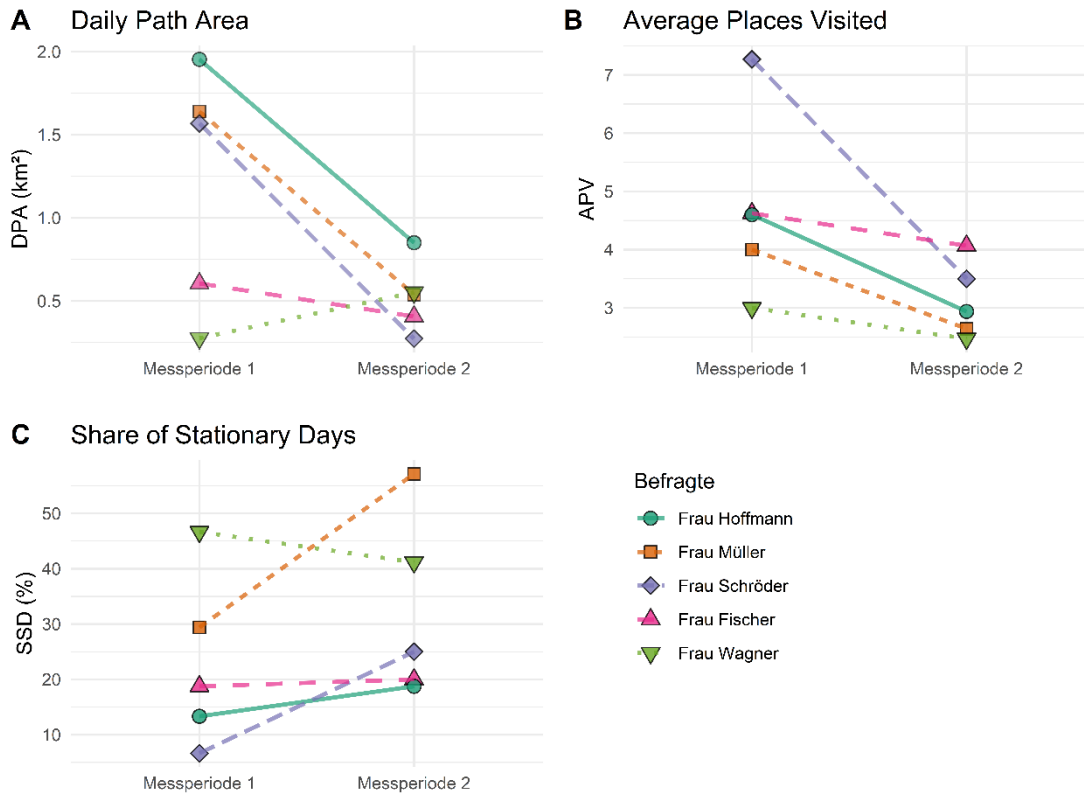 A Daily Path Area
2.0
1.5
1.0
0.5
DPA (km²)
Messperiode 1 Messperiode 2
B Average Places Visited
7
6
5
4
3
APV
Messperiode 1 Messperiode 2
C Share of Stationary Days
50
40
30
20
10
SSD (%)
Messperiode 1 Messperiode 2
Befragte
Frau Hoffmann
Frau Müller
Frau Schröder
Frau Fischer
Frau Wagner